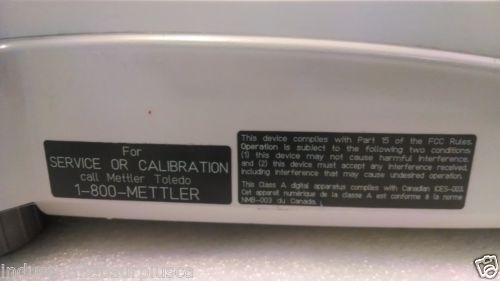 For
SERVICE OR CALIBRATION
call Mettler Toledo
1-800-METTLER
This device complies with Part 15 of the FCC Rules.
Operation is subject to the following two conditions:
(1) this device may not cause harmful interference,
and (2) this device must accept any interference received,
including interference that may cause undesired operation.
This Class A digital apparatus complies with Canadian ICES-003.
Cet appareil numérique de la classe A est conforme à la norme
NMB-003 du Canada.
ebay